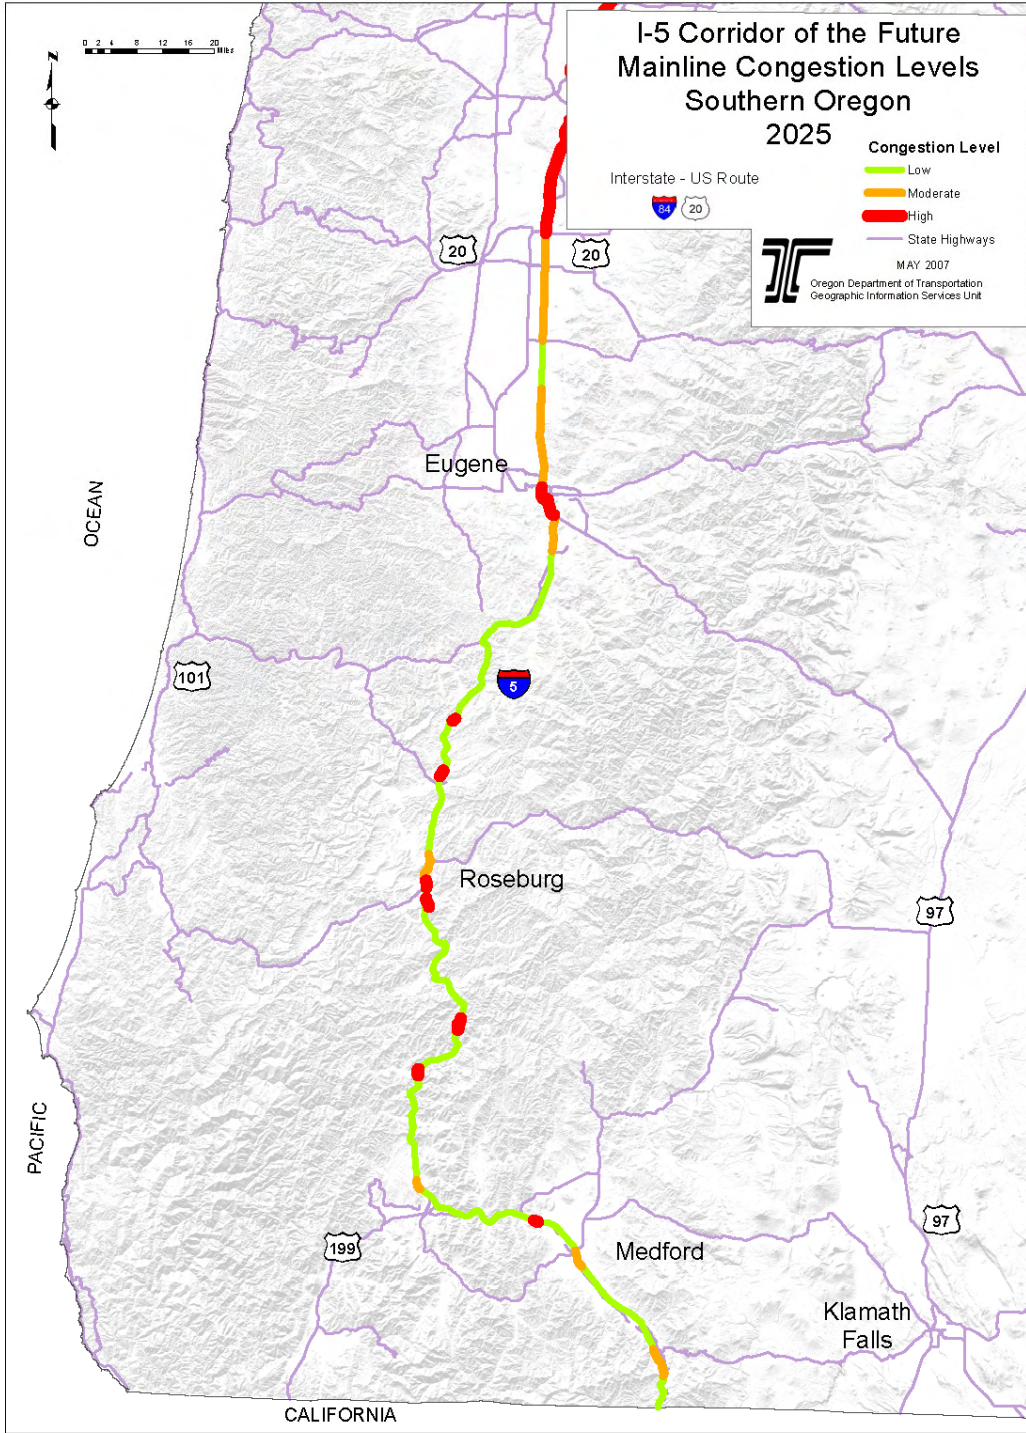 I-5 Corridor of the Future
Mainline Congestion Levels
Southern Oregon
2025
Congestion Level
Low
Moderate
High
State Highways
Interstate - US Route
84
20
MAY 2007
Oregon Department of Transportation
Geographic Information Services Unit
N
0 2 4 8 12 16 20
Miles
20
20
Eugene
OCEAN
101
5
Roseburg
97
PACIFIC
97
199
Medford
Klamath
Falls
CALIFORNIA